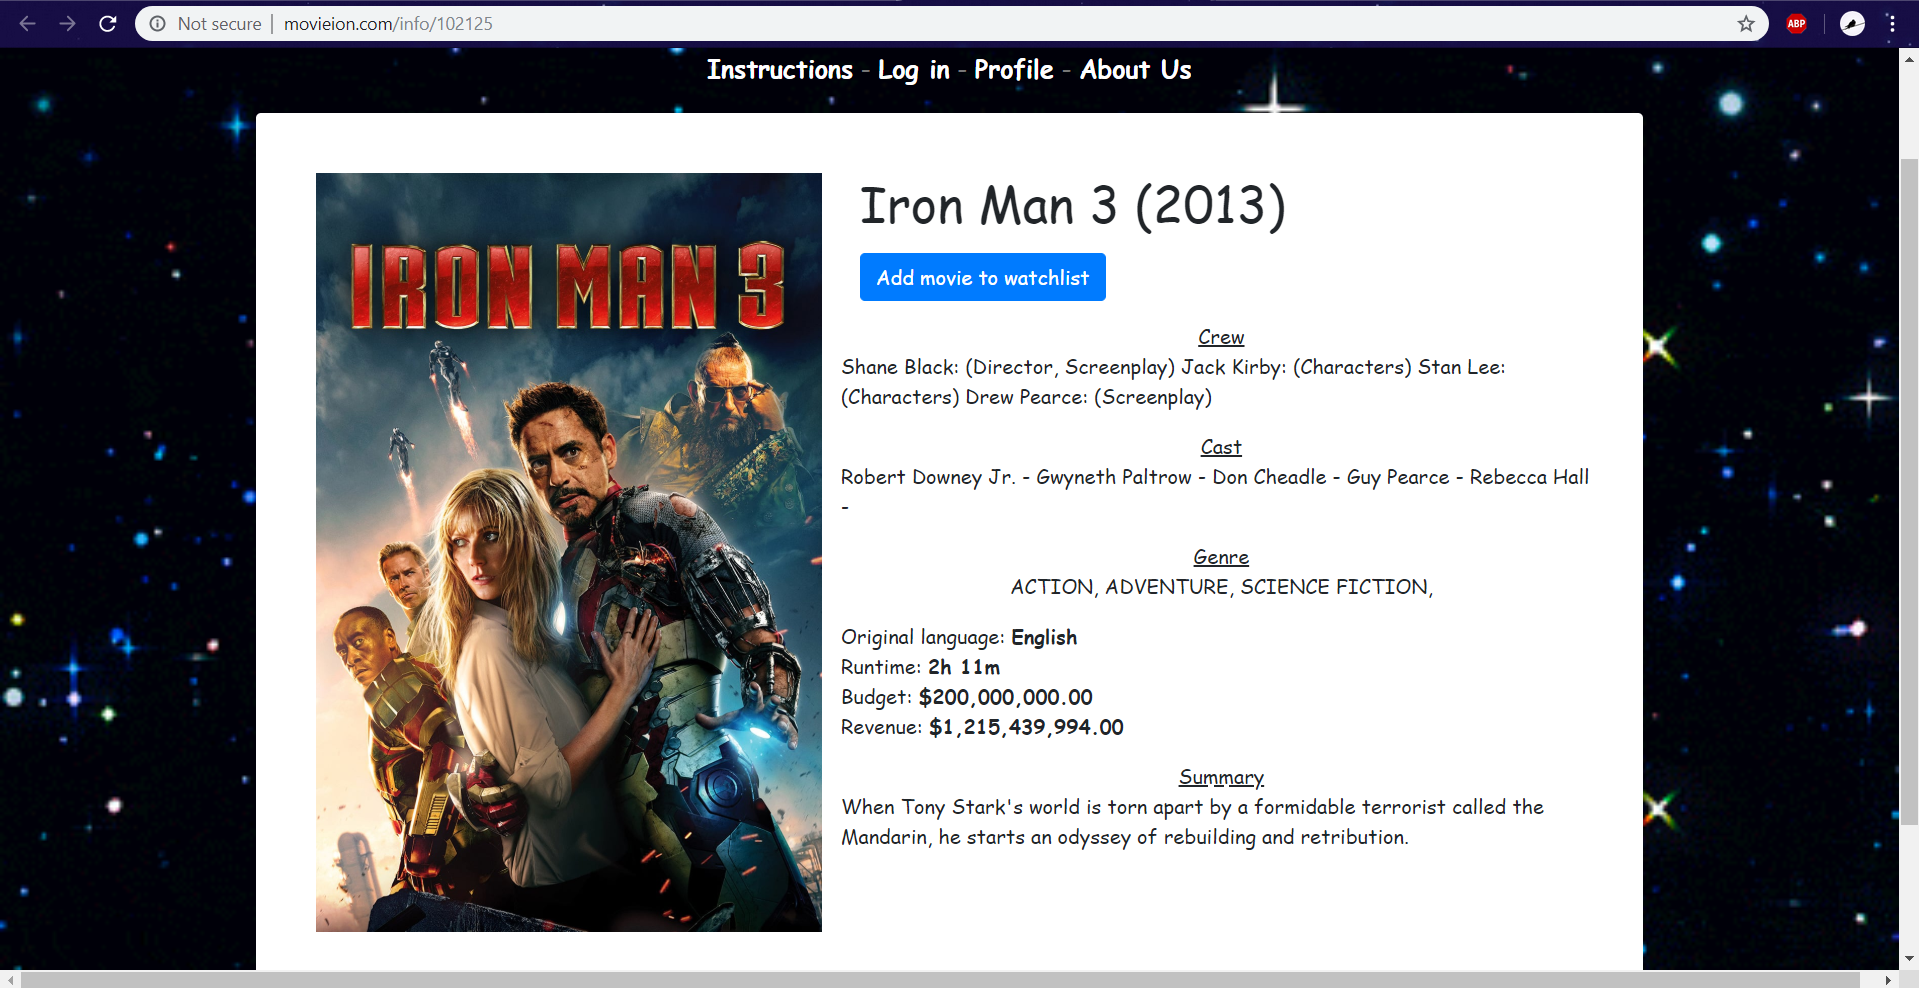 Not secure | movieion.com/info/102125
ABP
Instructions - Log in - Profile - About Us
IRON MAN 3
Iron Man 3 (2013)
Add movie to watchlist
Crew
Shane Black: (Director, Screenplay) Jack Kirby: (Characters) Stan Lee:
(Characters) Drew Pearce: (Screenplay)
Cast
Robert Downey Jr. - Gwyneth Paltrow - Don Cheadle - Guy Pearce - Rebecca Hall
-
Genre
ACTION, ADVENTURE, SCIENCE FICTION,
Original language: English
Runtime: 2h 11m
Budget: $200,000,000.00
Revenue: $1,215,439,994.00
Summary
When Tony Stark's world is torn apart by a formidable terrorist called the
Mandarin, he starts an odyssey of rebuilding and retribution.